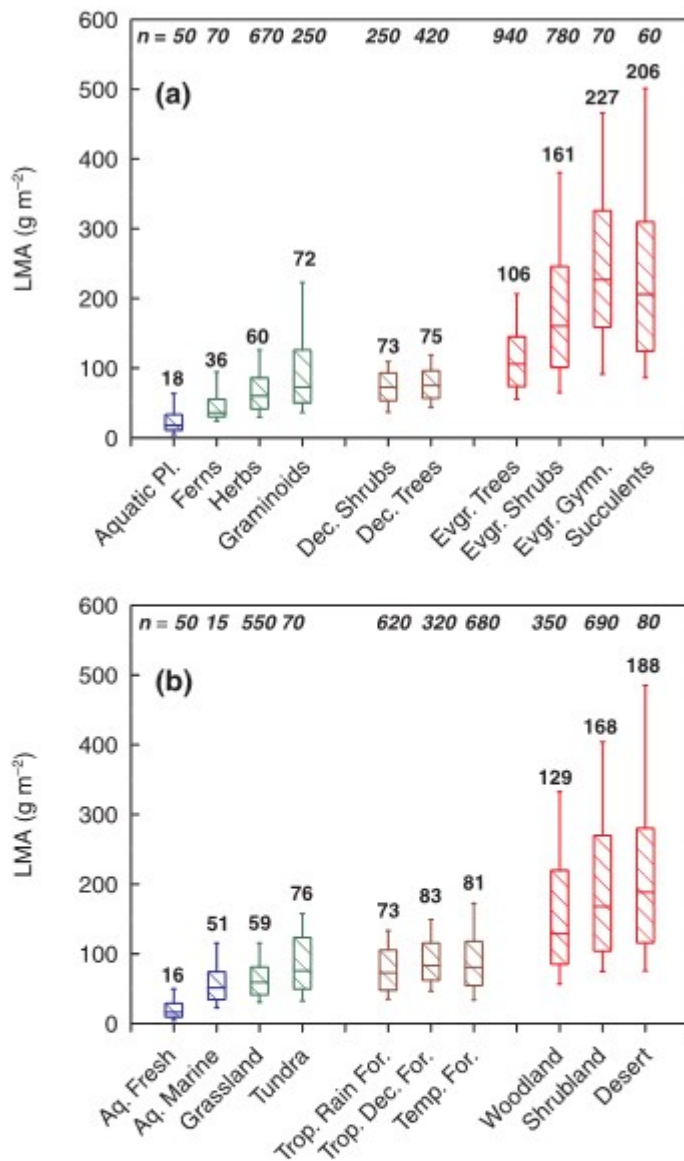 600
n = 50 70 670 250 250 420 940 780 70 60
(a)
206
500
227
400
161
LMA (g m⁻²)
300
72
106
200
18 36 60 73 75
100
0
Aquatic Pl.
Ferns
Herbs
Graminoids
Dec. Shrubs
Dec. Trees
Evgr. Trees
Evgr. Shrubs
Evgr. Gymn.
Succulents
600
n = 50 15 550 70 620 320 680 350 690 80
(b)
188
500
168
400
129
LMA (g m⁻²)
300
200
76
16 51 59 73 83 81
100
0
Aq. Fresh
Aq. Marine
Grassland
Tundra
Trop. Rain For.
Trop. Dec. For.
Temp. For.
Woodland
Shrubland
Desert